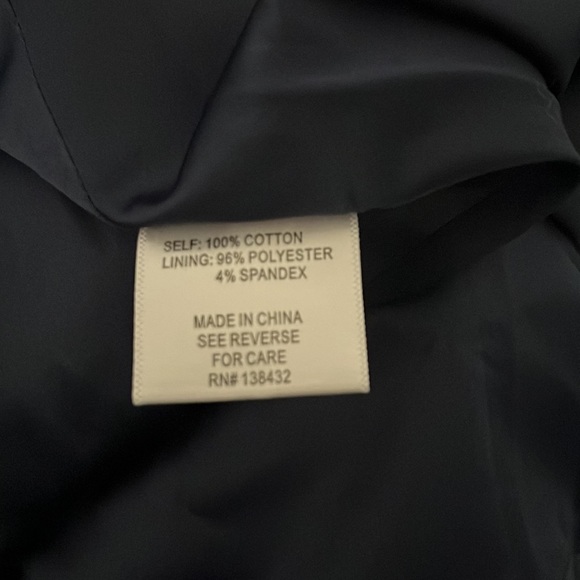 SELF: 100% COTTON
LINING: 96% POLYESTER
4% SPANDEX
MADE IN CHINA
SEE REVERSE
FOR CARE
RN# 138432